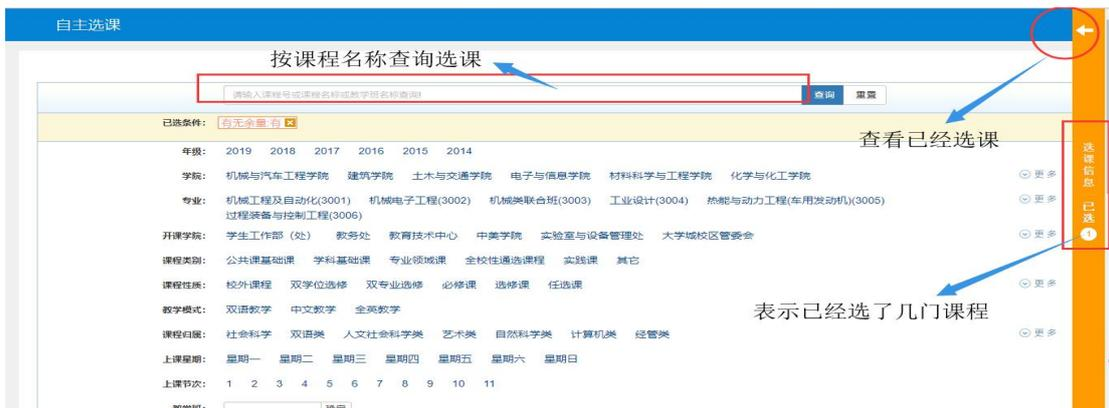 自主选课
按课程名称查询选课
请输入课程号或课程名称或教学班名称查询!
查询 重置
查看已经选课
已选条件: 有无余量:有
年级: 2019 2018 2017 2016 2015 2014
学院: 机械与汽车工程学院 建筑学院 土木与交通学院 电子与信息学院 材料科学与工程学院 化学与化工学院 更多
专业: 机械工程及自动化(3001) 机械电子工程(3002) 机械类联合班(3003) 工业设计(3004) 热能与动力工程(车用发动机)(3005) 更多
过程装备与控制工程(3006)
开课学院: 学生工作部（处） 教务处 教育技术中心 中美学院 实验室与设备管理处 大学城校区管委会 更多
课程类别: 公共课基础课 学科基础课 专业领域课 全校性通选课程 实践课 其它
课程性质: 校外课程 双学位选修 双专业选修 必修课 选修课 任选课 更多
教学模式: 双语教学 中文教学 全英教学
课程归属: 社会科学 双语类 人文社会科学类 艺术类 自然科学类 计算机类 经管类 更多
上课星期: 星期一 星期二 星期三 星期四 星期五 星期六 星期日
上课节次: 1 2 3 4 5 6 7 8 9 10 11
选课信息 已选 1
表示已经选了几门课程